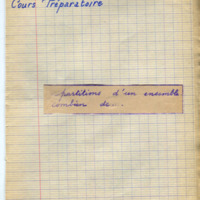 Cours Préparatoire
Répartitions d'un ensemble
Combien de...